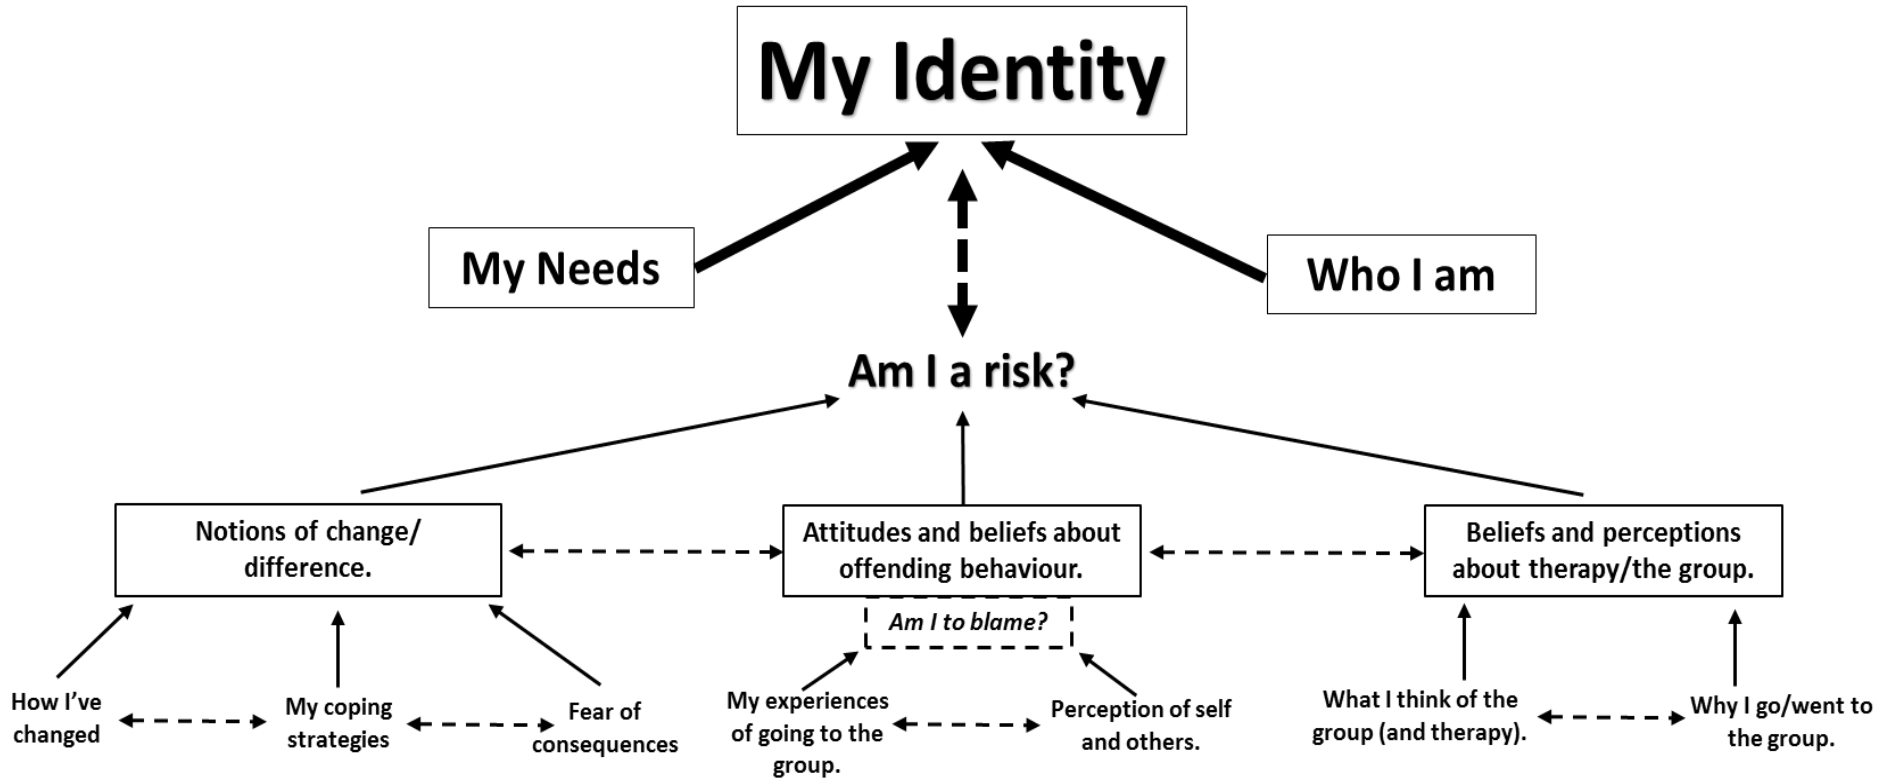 My Identity
My Needs
Who I am
Am I a risk?
Notions of change/
difference.
Attitudes and beliefs about
offending behaviour.
Beliefs and perceptions
about therapy/the group.
Am I to blame?
How I've
changed
My coping
strategies
Fear of
consequences
My experiences
of going to the
group.
Perception of self
and others.
What I think of the
group (and therapy).
Why I go/went to
the group.